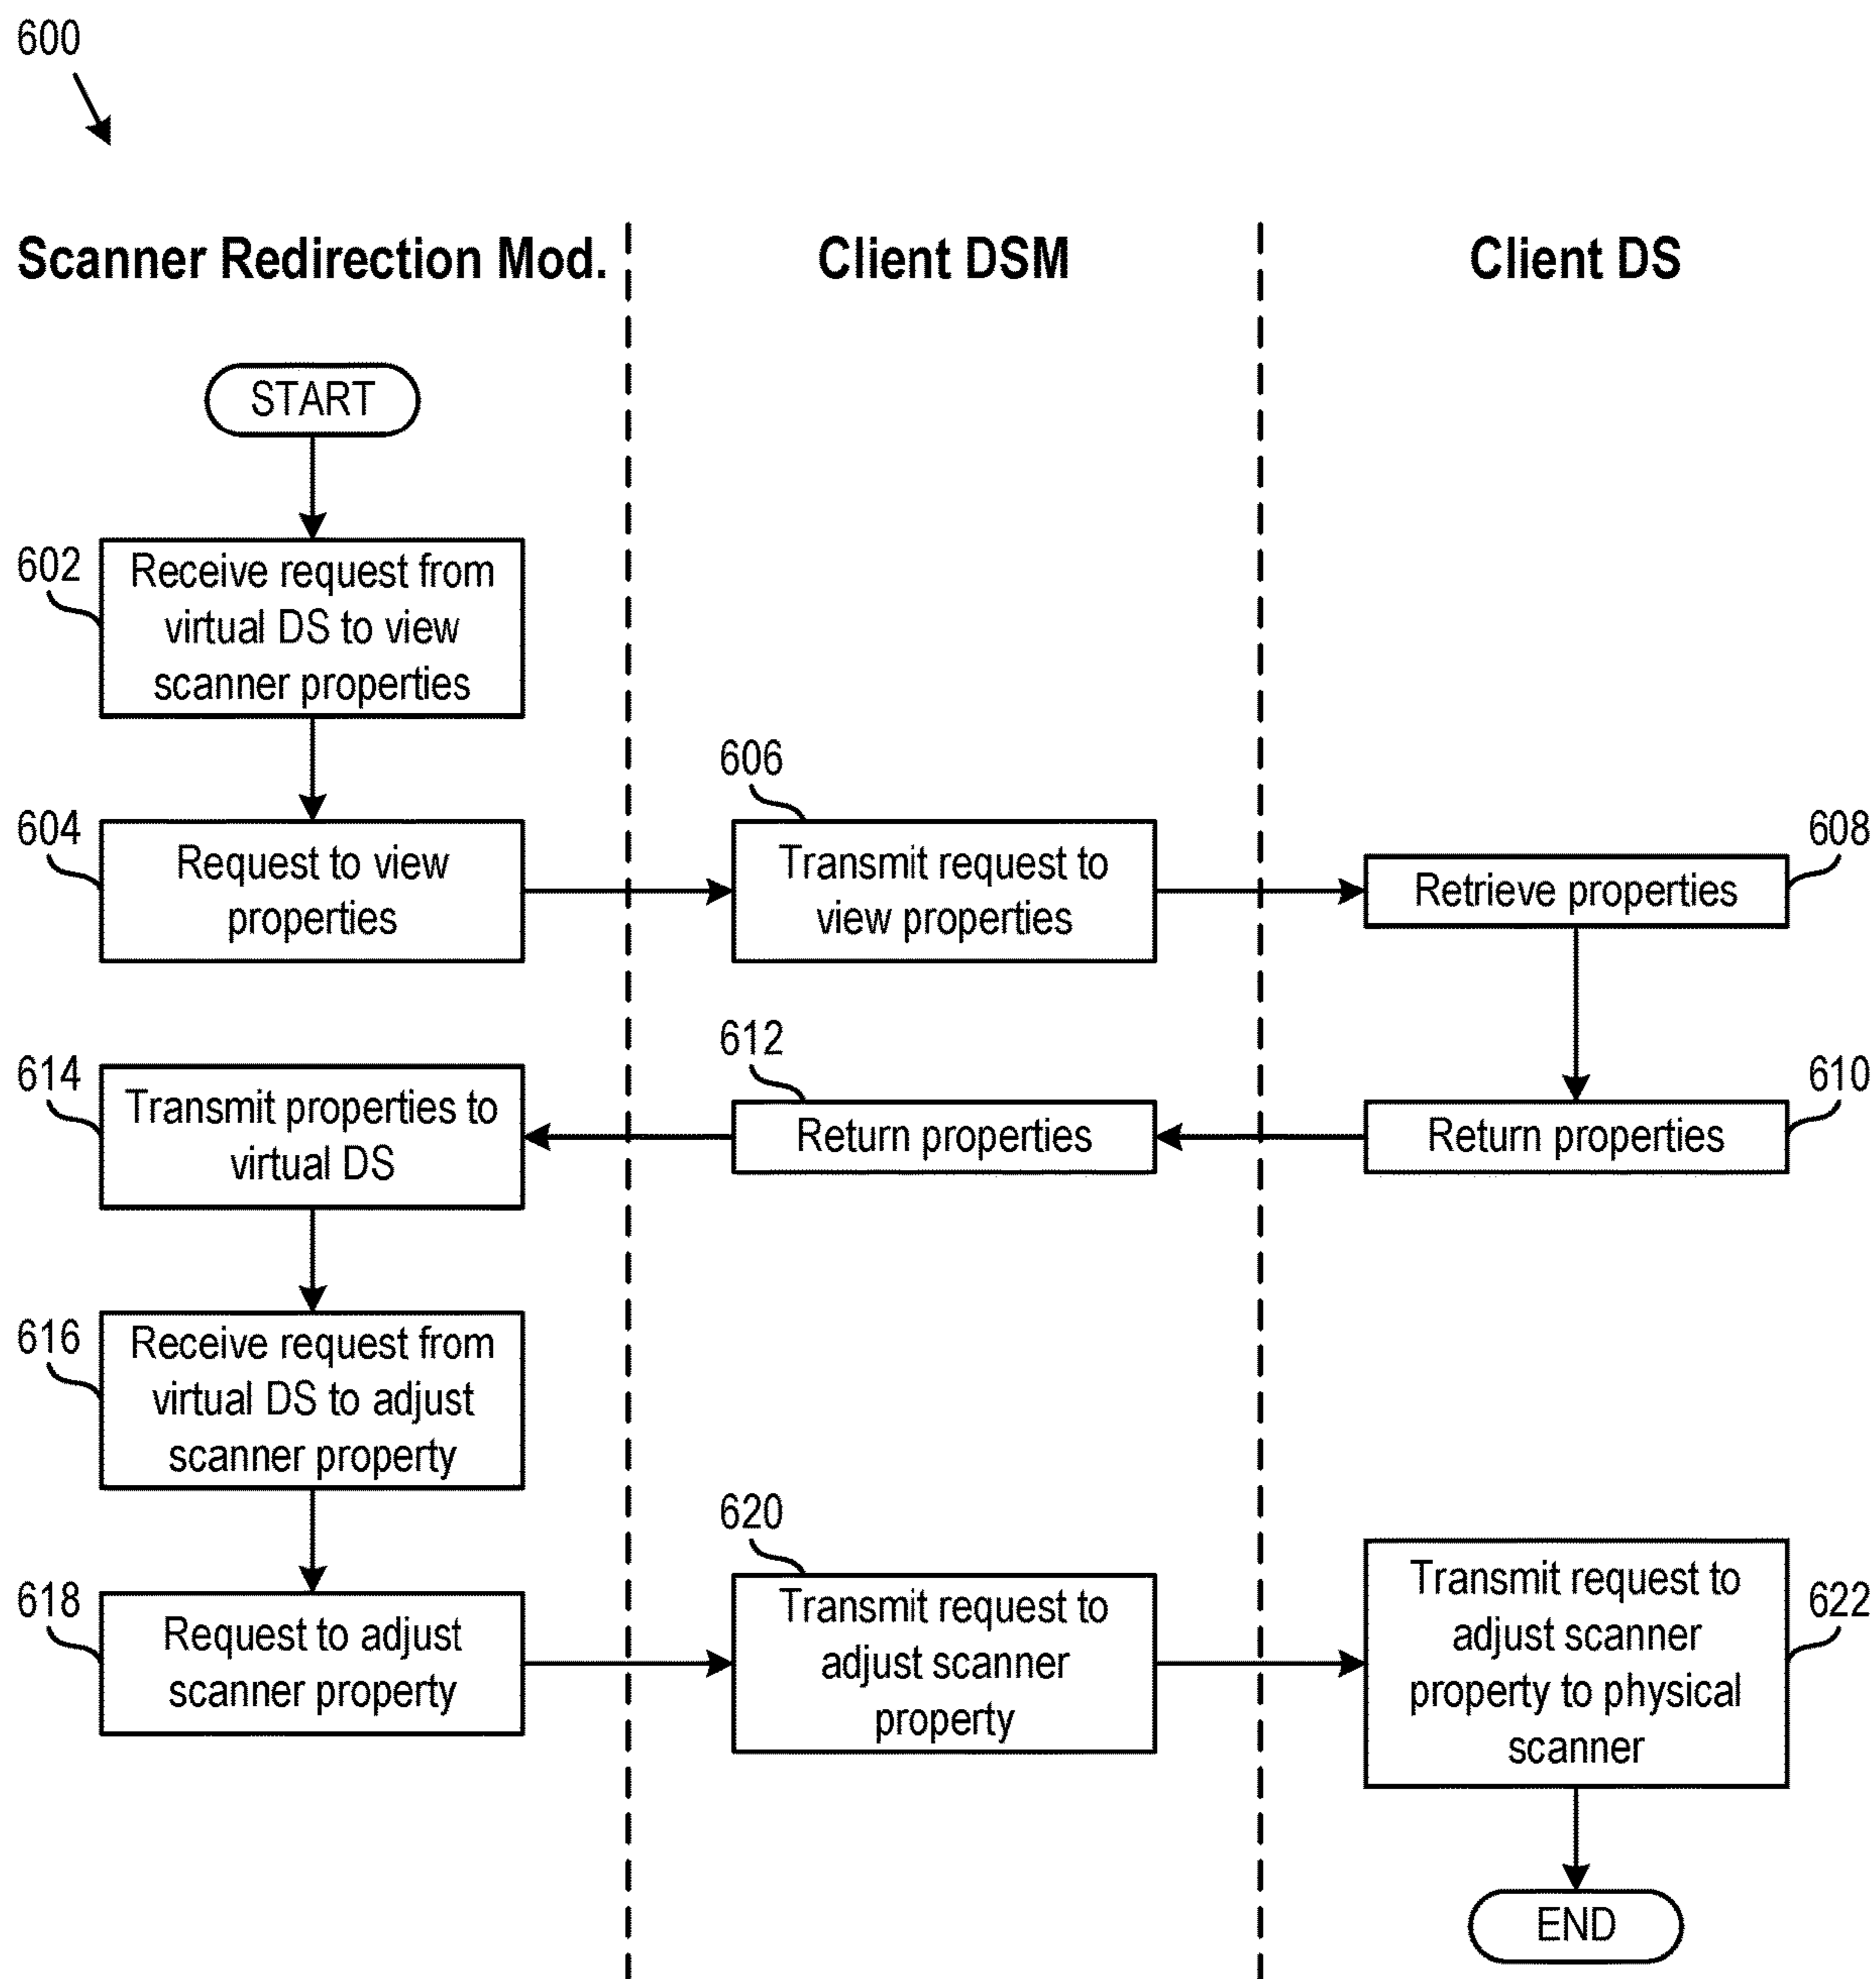 600
Scanner Redirection Mod.
Client DSM
Client DS
START
602
Receive request from
virtual DS to view
scanner properties
604
Request to view
properties
606
Transmit request to
view properties
608
Retrieve properties
610
Return properties
612
Return properties
614
Transmit properties to
virtual DS
616
Receive request from
virtual DS to adjust
scanner property
618
Request to adjust
scanner property
620
Transmit request to
adjust scanner
property
622
Transmit request to
adjust scanner
property to physical
scanner
END